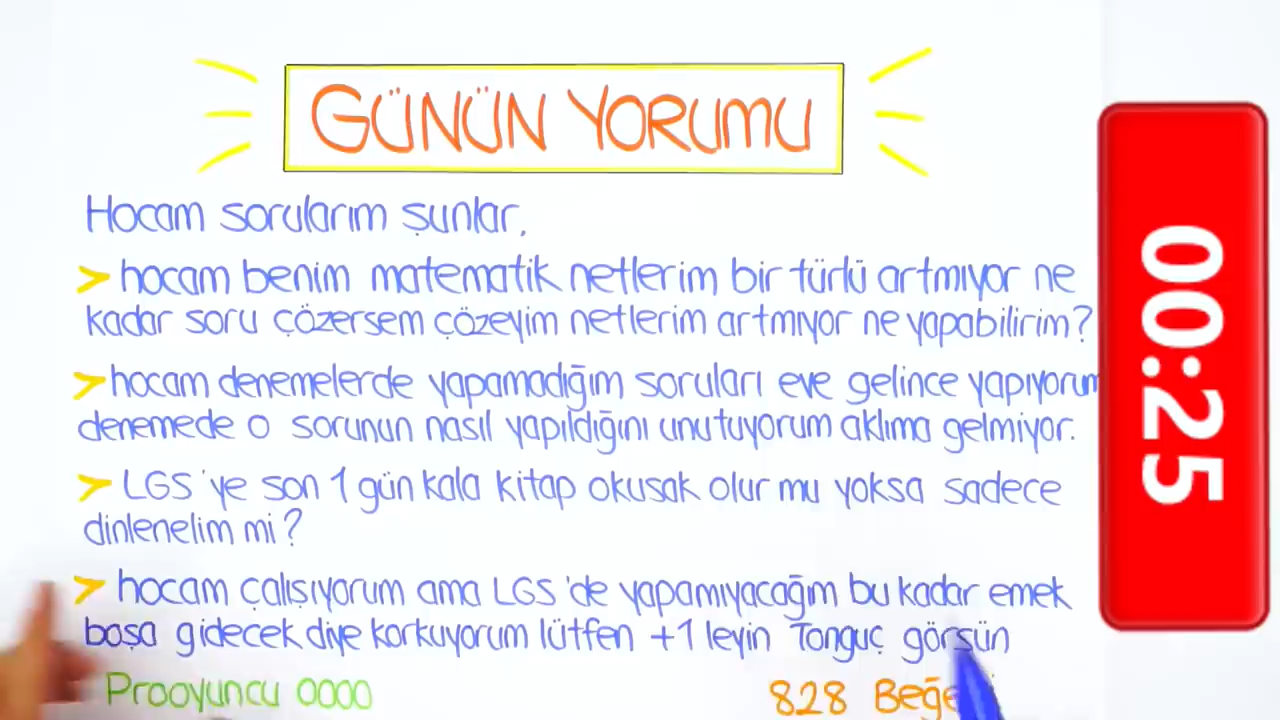 GÜNÜN YORUMU
Hocam sorularım şunlar,
> hocam benim matematik netlerim bir türlü artmıyor ne
kadar soru çözersem çözeyim netlerim artmıyor ne yapabilirim?
> hocam denemelerde yapamadığım soruları eve gelince yapıyorum
denemede o sorunun nasıl yapıldığını unutuyorum aklıma gelmiyor.
> LGS'ye son 1 gün kala kitap okusak olur mu yoksa sadece
dinlenelim mi?
> hocam çalışıyorum ama LGS'de yapamıyacağım bu kadar emek
boşa gidecek diye korkuyorum lütfen +1 leyin Tonguç görsün
Prooyuncu 0000
828
00:25